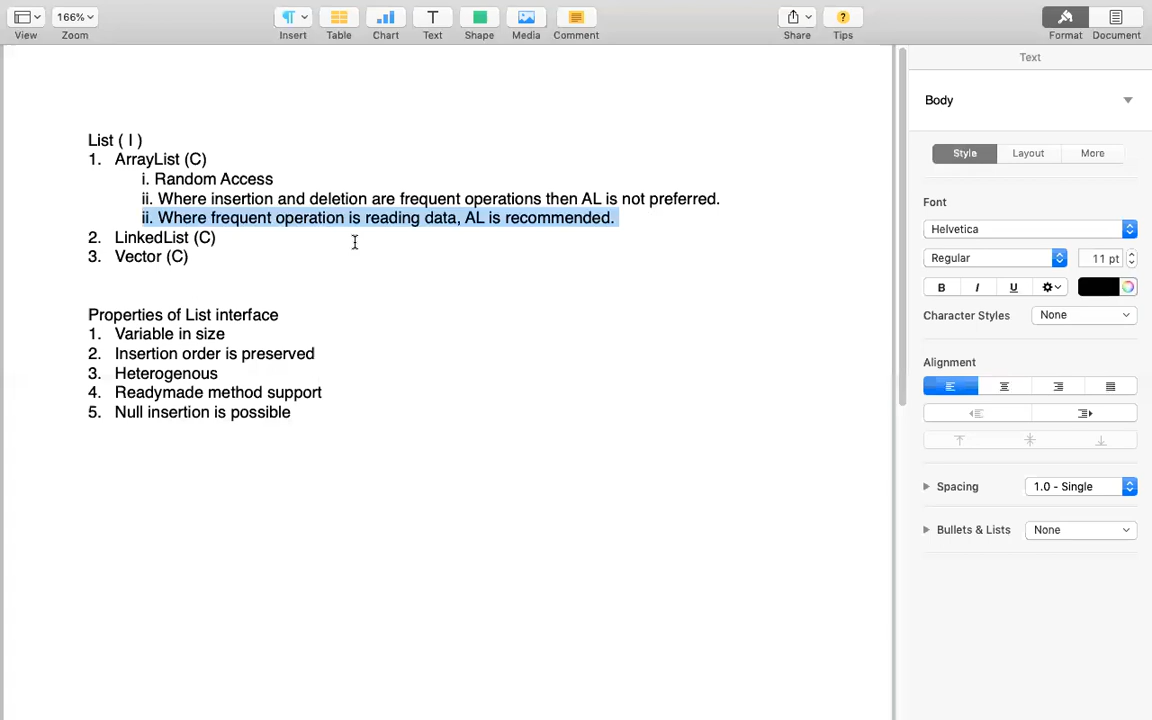 166%
View
Zoom
Insert
Table
Chart
Text
Shape
Media
Comment
Share
Tips
Format
Document
List ( I )
1. ArrayList (C)
i. Random Access
ii. Where insertion and deletion are frequent operations then AL is not preferred.
ii. Where frequent operation is reading data, AL is recommended.
2. LinkedList (C)
3. Vector (C)
Properties of List interface
1. Variable in size
2. Insertion order is preserved
3. Heterogenous
4. Readymade method support
5. Null insertion is possible
Text
Body
Style
Layout
More
Font
Helvetica
Regular
11 pt
B I U
Character Styles
None
Alignment
Spacing
1.0 - Single
Bullets & Lists
None